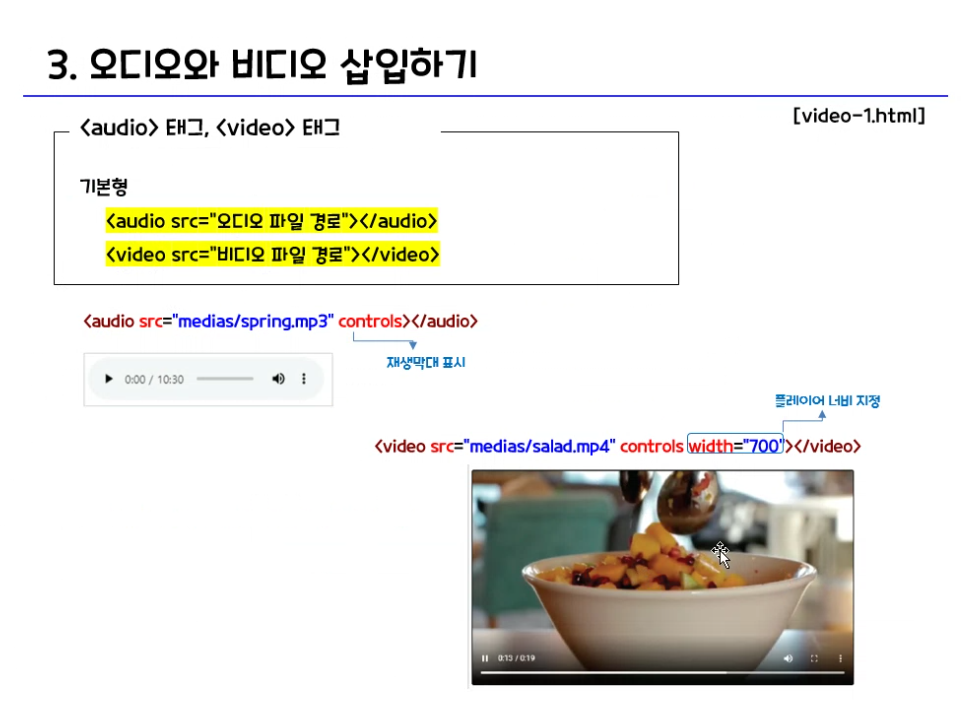 3. 오디오와 비디오 삽입하기
[video-1.html]
<audio> 태그, <video> 태그
기본형
<audio src="오디오 파일 경로"></audio>
<video src="비디오 파일 경로"></video>
<audio src="medias/spring.mp3" controls></audio>
재생막대 표시
0:00 / 10:30
플레이어 너비 지정
<video src="medias/salad.mp4" controls width="700"></video>
0:13 / 0:19